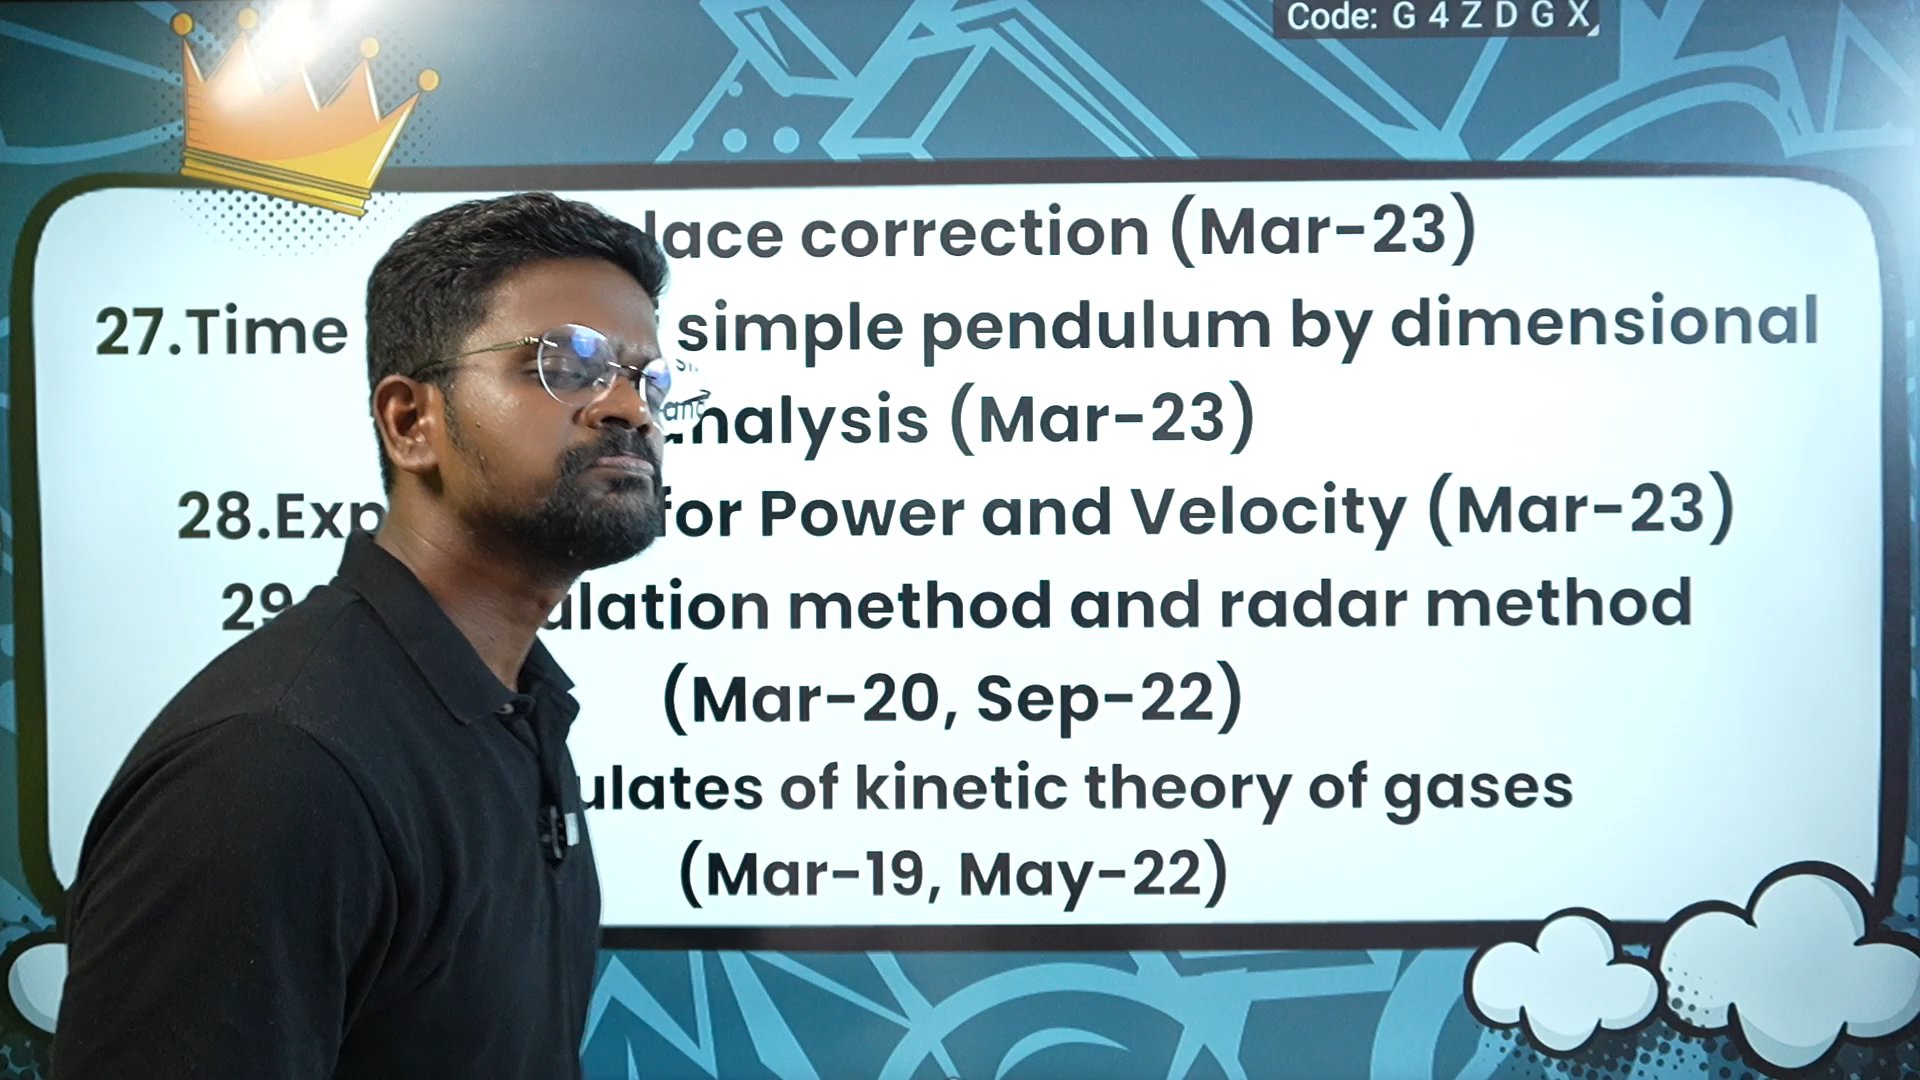 Code: G 4 Z D G X
lace correction (Mar-23)
27.Time simple pendulum by dimensional
nalysis (Mar-23)
28.Exp for Power and Velocity (Mar-23)
29 ulation method and radar method
(Mar-20, Sep-22)
ulates of kinetic theory of gases
(Mar-19, May-22)